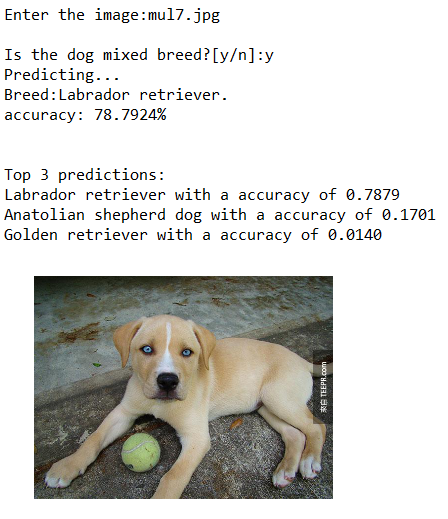 Enter the image:mul7.jpg
Is the dog mixed breed?[y/n]:y
Predicting...
Breed:Labrador retriever.
accuracy: 78.7924%
Top 3 predictions:
Labrador retriever with a accuracy of 0.7879
Anatolian shepherd dog with a accuracy of 0.1701
Golden retriever with a accuracy of 0.0140
來自 TEEPR.com